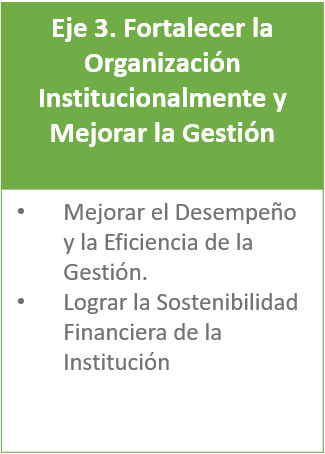 Eje 3. Fortalecer la
Organización
Institucionalmente y
Mejorar la Gestión
• Mejorar el Desempeño
y la Eficiencia de la
Gestión.
• Lograr la Sostenibilidad
Financiera de la
Institución